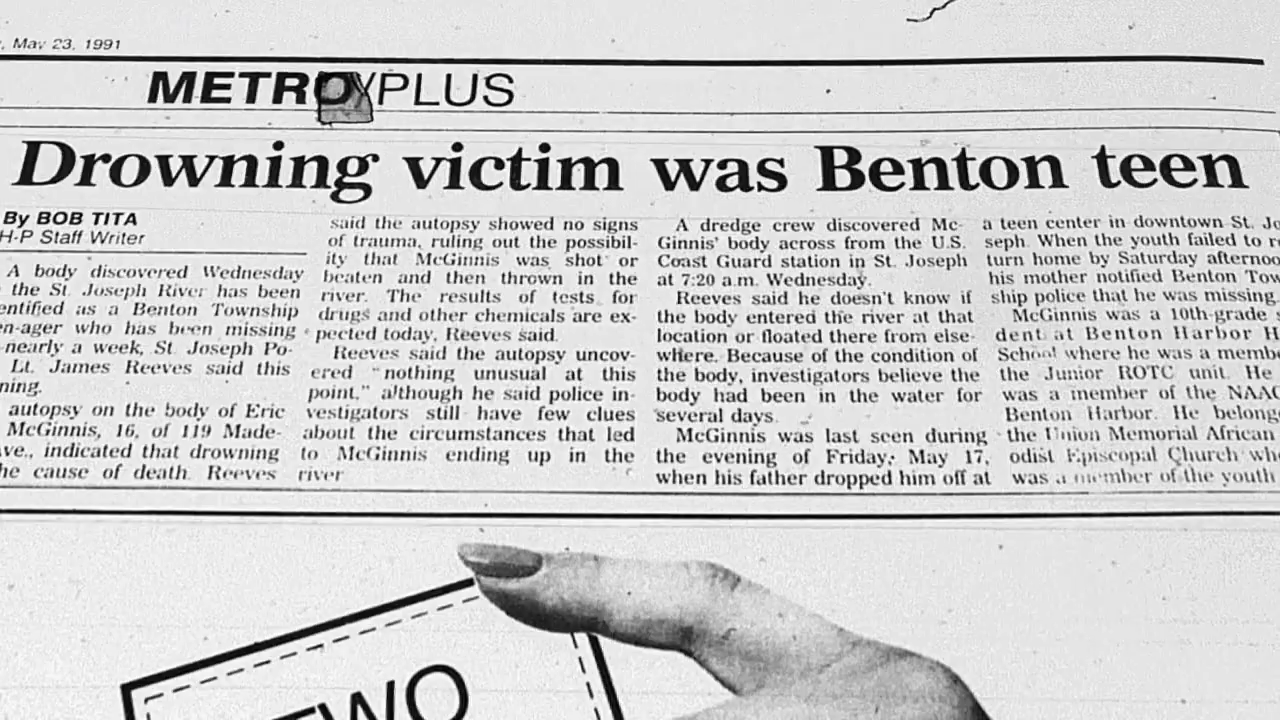 , May 23, 1991
METRO/PLUS
Drowning victim was Benton teen
By BOB TITA
H-P Staff Writer
A body discovered Wednesday
the St. Joseph River has been
entified as a Benton Township
en-ager who has been missing
nearly a week, St. Joseph Po-
Lt. James Reeves said this
ning.
autopsy on the body of Eric
McGinnis, 16, of 119 Made-
ve., indicated that drowning
he cause of death. Reeves
said the autopsy showed no signs
of trauma, ruling out the possibil-
ity that McGinnis was shot or
beaten and then thrown in the
river. The results of tests for
drugs and other chemicals are ex-
pected today, Reeves said.
Reeves said the autopsy uncov-
ered "nothing unusual at this
point," although he said police in-
vestigators still have few clues
about the circumstances that led
to McGinnis ending up in the
river
A dredge crew discovered Mc-
Ginnis' body across from the U.S.
Coast Guard station in St. Joseph
at 7:20 a.m. Wednesday.
Reeves said he doesn't know if
the body entered the river at that
location or floated there from else-
where. Because of the condition of
the body, investigators believe the
body had been in the water for
several days.
McGinnis was last seen during
the evening of Friday, May 17,
when his father dropped him off at
a teen center in downtown St. Jo
seph. When the youth failed to r
turn home by Saturday afternoo
his mother notified Benton Tow
ship police that he was missing.
McGinnis was a 10th-grade s
dent at Benton Harbor H
School where he was a membe
the Junior ROTC unit. He
was a member of the NAAC
Benton Harbor. He belong
the Union Memorial African
odist Episcopal Church wh
was a member of the youth
TWO